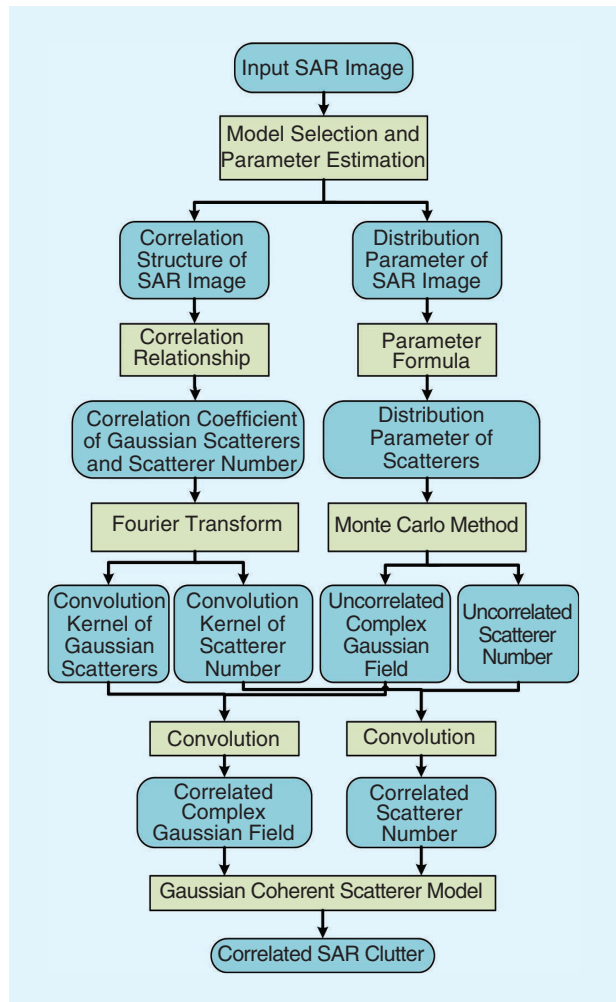 Input SAR Image
Model Selection and
Parameter Estimation
Correlation
Structure of
SAR Image
Distribution
Parameter of
SAR Image
Correlation
Relationship
Parameter
Formula
Correlation Coefficient
of Gaussian Scatterers
and Scatterer Number
Distribution
Parameter of
Scatterers
Fourier Transform
Monte Carlo Method
Convolution
Kernel of
Gaussian
Scatterers
Convolution
Kernel of
Scatterer
Number
Uncorrelated
Complex
Gaussian
Field
Uncorrelated
Scatterer
Number
Convolution
Convolution
Correlated
Complex
Gaussian Field
Correlated
Scatterer
Number
Gaussian Coherent Scatterer Model
Correlated SAR Clutter